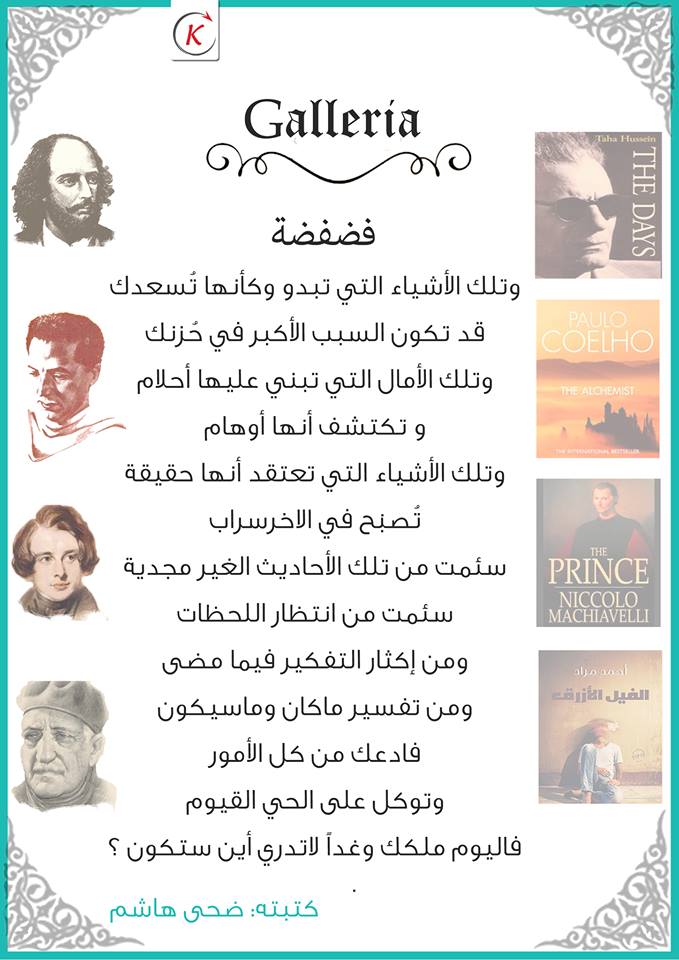 K
Galleria
فضفضة
وتلك الأشياء التي تبدو وكأنها تُسعدك
قد تكون السبب الأكبر في حُزنك
وتلك الأمال التي تبني عليها أحلام
و تكتشف أنها أوهام
وتلك الأشياء التي تعتقد أنها حقيقة
تُصبَح في الاخرسراب
سئمت من تلك الأحاديث الغير مجدية
سئمت من انتظار اللحظات
ومن إكثار التفكير فيما مضى
ومن تفسير ماكان وماسيكون
فادعك من كل الأمور
وتوكل على الحي القيوم
فاليوم ملكك وغداً لاتدري أين ستكون ؟
.
كتبته: ضحى هاشم
Taha Hussein
THE DAYS
PAULO
COELHO
THE ALCHEMIST
THE INTERNATIONAL BESTSELLER
THE
PRINCE
NICCOLO
MACHIAVELLI
أحمد مراد
الفيل الأزرق